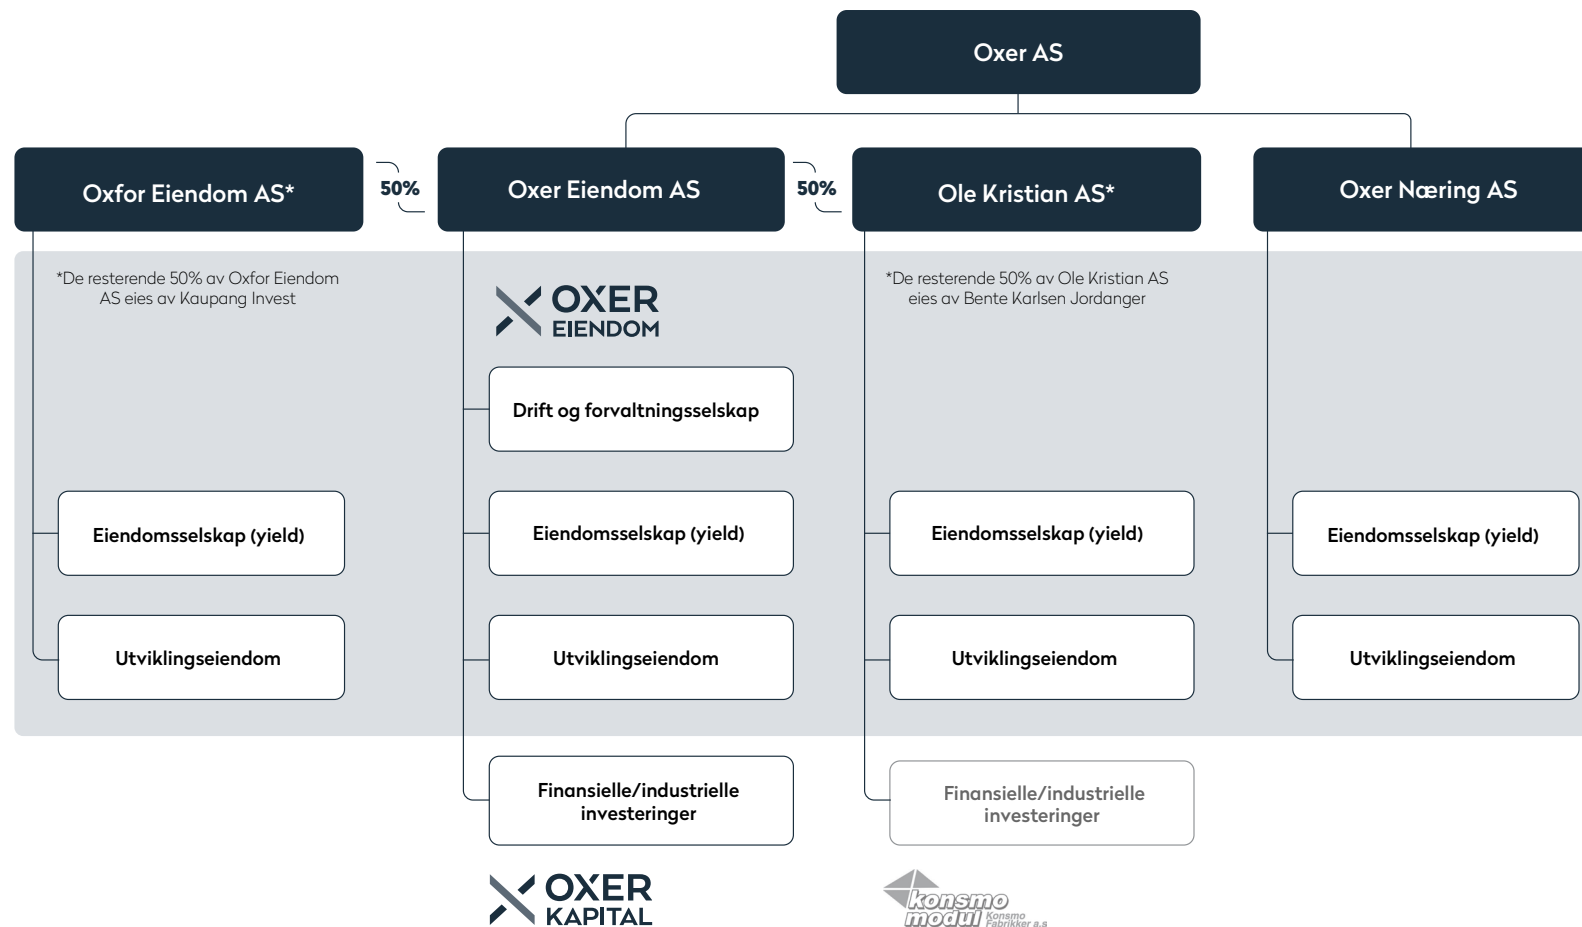 Oxer AS
Oxfor Eiendom AS*
50%
Oxer Eiendom AS
50%
Ole Kristian AS*
Oxer Næring AS
*De resterende 50% av Oxfor Eiendom
AS eies av Kaupang Invest
OXER
EIENDOM
*De resterende 50% av Ole Kristian AS
eies av Bente Karlsen Jordanger
Drift og forvaltningsselskap
Eiendomsselskap (yield)
Eiendomsselskap (yield)
Eiendomsselskap (yield)
Eiendomsselskap (yield)
Utviklingseiendom
Utviklingseiendom
Utviklingseiendom
Utviklingseiendom
Finansielle/industrielle
investeringer
Finansielle/industrielle
investeringer
OXER
KAPITAL
konsmo
modul
Konsmo
Fabrikker a.s